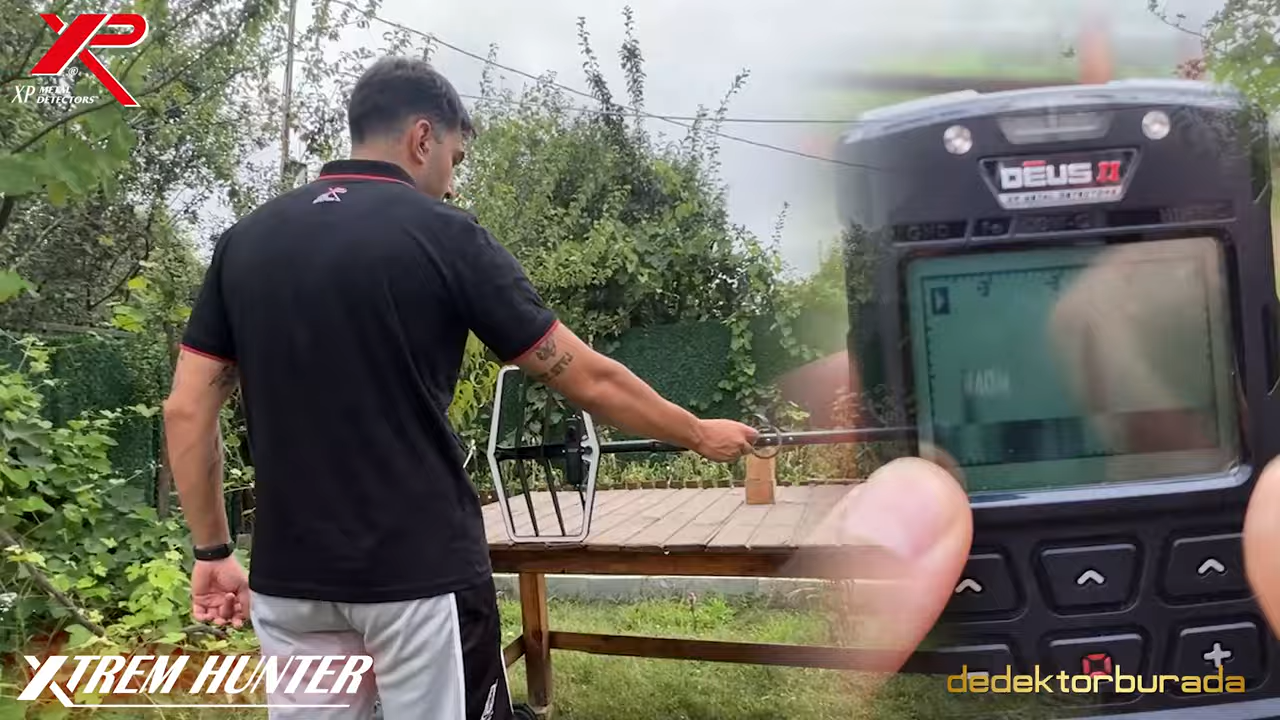 XP
XP METAL
DETECTORS
DEUS II
XP METAL DETECTORS
XTREM HUNTER
dedektorburada